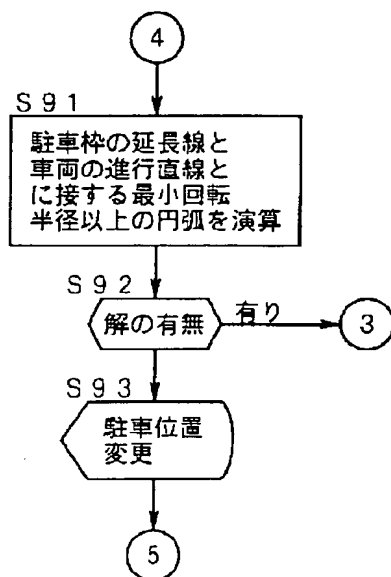 4
S91
駐車枠の延長線と
車両の進行直線と
に接する最小回転
半径以上の円弧を演算
S92
解の有無
有り
3
S93
駐車位置
変更
5